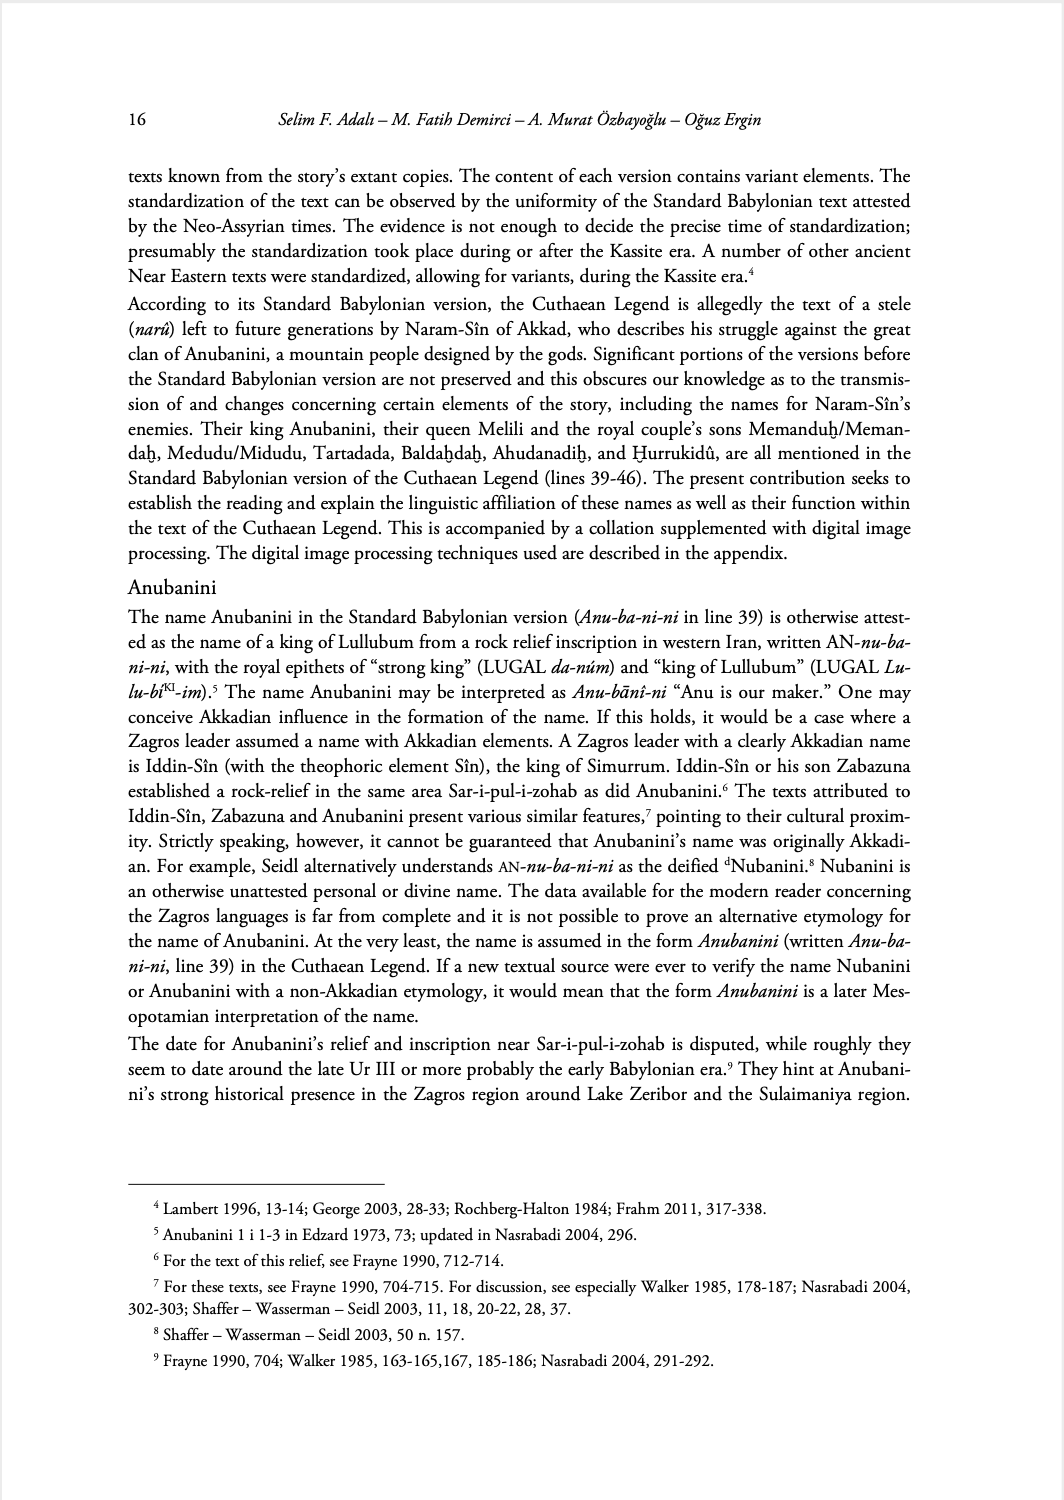 16
Selim F. Adalı – M. Fatih Demirci – A. Murat Özbayoğlu – Oğuz Ergin
texts known from the story’s extant copies. The content of each version contains variant elements. The
standardization of the text can be observed by the uniformity of the Standard Babylonian text attested
by the Neo-Assyrian times. The evidence is not enough to decide the precise time of standardization;
presumably the standardization took place during or after the Kassite era. A number of other ancient
Near Eastern texts were standardized, allowing for variants, during the Kassite era.⁴
According to its Standard Babylonian version, the Cuthaean Legend is allegedly the text of a stele
(narû) left to future generations by Naram-Sîn of Akkad, who describes his struggle against the great
clan of Anubanini, a mountain people designed by the gods. Significant portions of the versions before
the Standard Babylonian version are not preserved and this obscures our knowledge as to the transmis-
sion of and changes concerning certain elements of the story, including the names for Naram-Sîn’s
enemies. Their king Anubanini, their queen Melili and the royal couple’s sons Memanduḫ/Meman-
daḫ, Medudu/Midudu, Tartadada, Baldaḫdaḫ, Ahudanadiḫ, and Ḫurrukidû, are all mentioned in the
Standard Babylonian version of the Cuthaean Legend (lines 39-46). The present contribution seeks to
establish the reading and explain the linguistic affiliation of these names as well as their function within
the text of the Cuthaean Legend. This is accompanied by a collation supplemented with digital image
processing. The digital image processing techniques used are described in the appendix.
Anubanini
The name Anubanini in the Standard Babylonian version (Anu-ba-ni-ni in line 39) is otherwise attest-
ed as the name of a king of Lullubum from a rock relief inscription in western Iran, written AN-nu-ba-
ni-ni, with the royal epithets of “strong king” (LUGAL da-núm) and “king of Lullubum” (LUGAL Lu-
lu-bíᴷᴵ-im).⁵ The name Anubanini may be interpreted as Anu-bānî-ni “Anu is our maker.” One may
conceive Akkadian influence in the formation of the name. If this holds, it would be a case where a
Zagros leader assumed a name with Akkadian elements. A Zagros leader with a clearly Akkadian name
is Iddin-Sîn (with the theophoric element Sîn), the king of Simurrum. Iddin-Sîn or his son Zabazuna
established a rock-relief in the same area Sar-i-pul-i-zohab as did Anubanini.⁶ The texts attributed to
Iddin-Sîn, Zabazuna and Anubanini present various similar features,⁷ pointing to their cultural proxim-
ity. Strictly speaking, however, it cannot be guaranteed that Anubanini’s name was originally Akkadi-
an. For example, Seidl alternatively understands AN-nu-ba-ni-ni as the deified ᵈNubanini.⁸ Nubanini is
an otherwise unattested personal or divine name. The data available for the modern reader concerning
the Zagros languages is far from complete and it is not possible to prove an alternative etymology for
the name of Anubanini. At the very least, the name is assumed in the form Anubanini (written Anu-ba-
ni-ni, line 39) in the Cuthaean Legend. If a new textual source were ever to verify the name Nubanini
or Anubanini with a non-Akkadian etymology, it would mean that the form Anubanini is a later Mes-
opotamian interpretation of the name.
The date for Anubanini’s relief and inscription near Sar-i-pul-i-zohab is disputed, while roughly they
seem to date around the late Ur III or more probably the early Babylonian era.⁹ They hint at Anubani-
ni’s strong historical presence in the Zagros region around Lake Zeribor and the Sulaimaniya region.
⁴ Lambert 1996, 13-14; George 2003, 28-33; Rochberg-Halton 1984; Frahm 2011, 317-338.
⁵ Anubanini 1 i 1-3 in Edzard 1973, 73; updated in Nasrabadi 2004, 296.
⁶ For the text of this relief, see Frayne 1990, 712-714.
⁷ For these texts, see Frayne 1990, 704-715. For discussion, see especially Walker 1985, 178-187; Nasrabadi 2004,
302-303; Shaffer – Wasserman – Seidl 2003, 11, 18, 20-22, 28, 37.
⁸ Shaffer – Wasserman – Seidl 2003, 50 n. 157.
⁹ Frayne 1990, 704; Walker 1985, 163-165,167, 185-186; Nasrabadi 2004, 291-292.